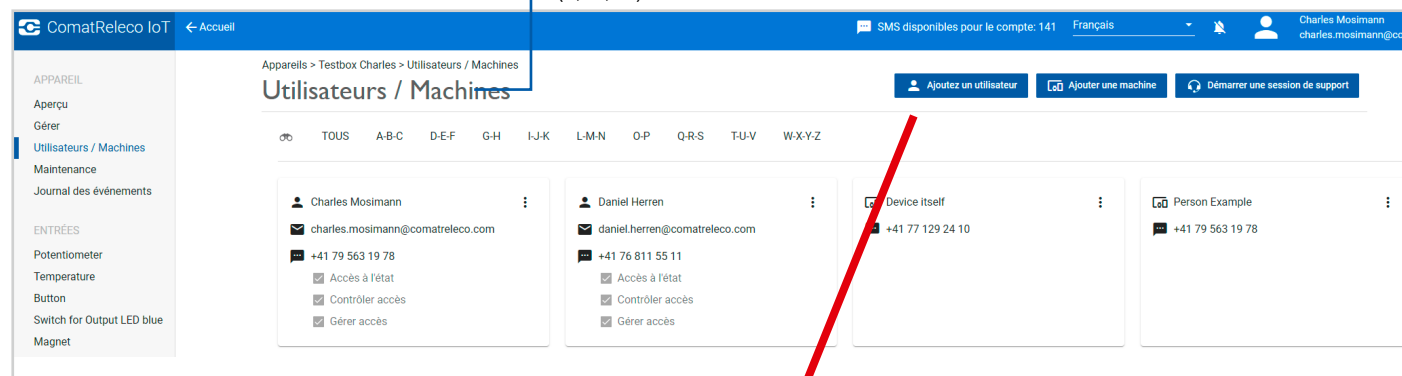 ComatReleco IoT
Accueil
SMS disponibles pour le compte: 141
Français
Charles Mosimann
APPAREIL
Aperçu
Gérer
Utilisateurs / Machines
Maintenance
Journal des événements
ENTRÉES
Potentiometer
Temperature
Button
Switch for Output LED blue
Magnet
Appareils > Testbox Charles > Utilisateurs / Machines
Utilisateurs / Machines
Ajoutez un utilisateur
Ajouter une machine
Démarrer une session de support
TOUS A-B-C D-E-F G-H I-J-K L-M-N O-P Q-R-S T-U-V W-X-Y-Z
Charles Mosimann
charles.mosimann@comatreleco.com
+41 79 563 19 78
Accès à l'état
Contrôler accès
Gérer accès
Daniel Herren
daniel.herren@comatreleco.com
+41 76 811 55 11
Accès à l'état
Contrôler accès
Gérer accès
Device itself
+41 77 129 24 10
Person Example
+41 79 563 19 78